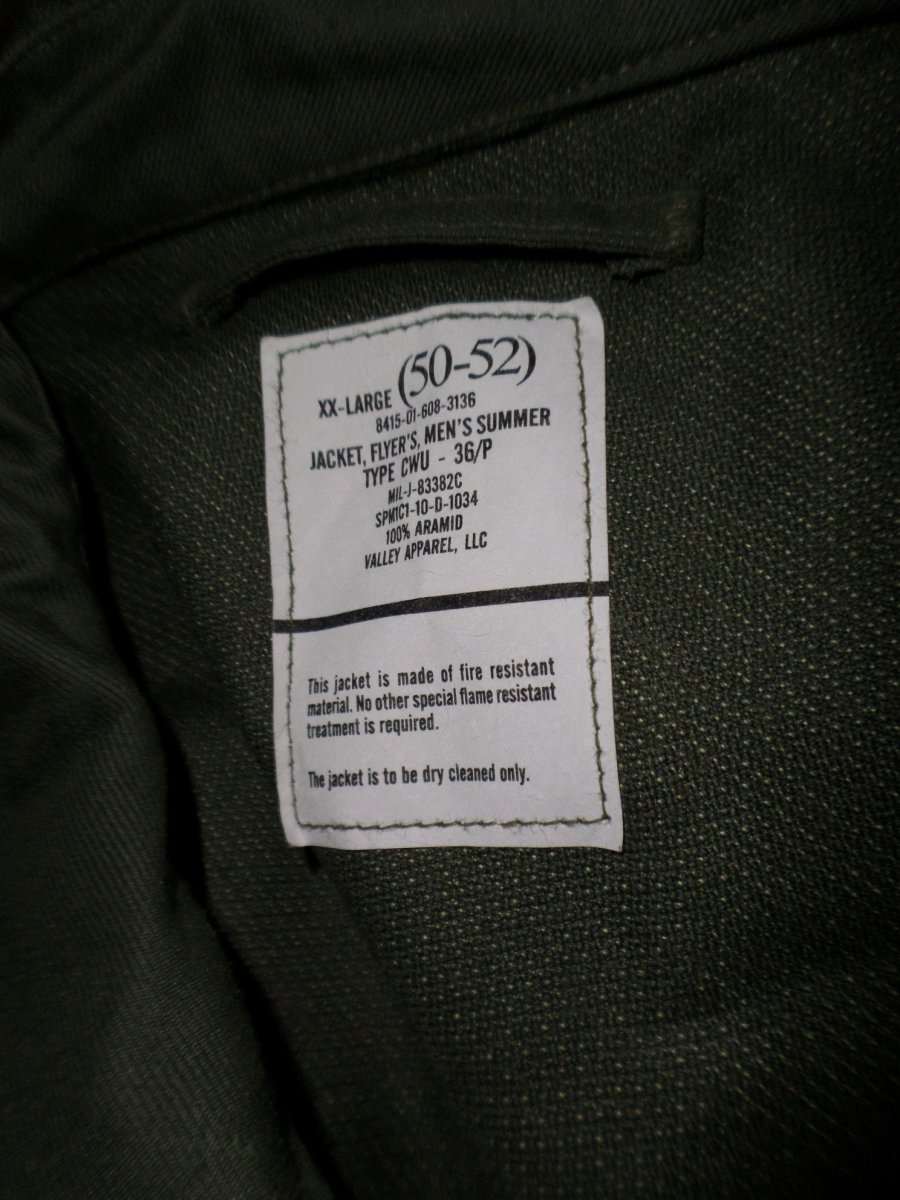 XX-LARGE (50-52)
8415-01-608-3136
JACKET, FLYER'S, MEN'S SUMMER
TYPE CWU - 36/P
MIL-J-83382C
SPM1C1-10-D-1034
100% ARAMID
VALLEY APPAREL, LLC
This jacket is made of fire resistant
material. No other special flame resistant
treatment is required.
The jacket is to be dry cleaned only.